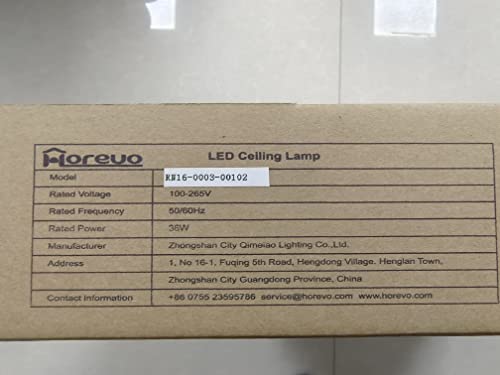 Horevo LED Ceiling Lamp
Model RN16-0003-00102
Rated Voltage 100-265V
Rated Frequency 50/60Hz
Rated Power 36W
Manufacturer Zhongshan City Qimeiao Lighting Co.,Ltd.
Address 1, No 16-1, Fuqing 5th Road, Hengdong Village. Henglan Town,
Zhongshan City Guangdong Province, China
Contact Information +86 0755 23595786 service@horevo.com www.horevo.com